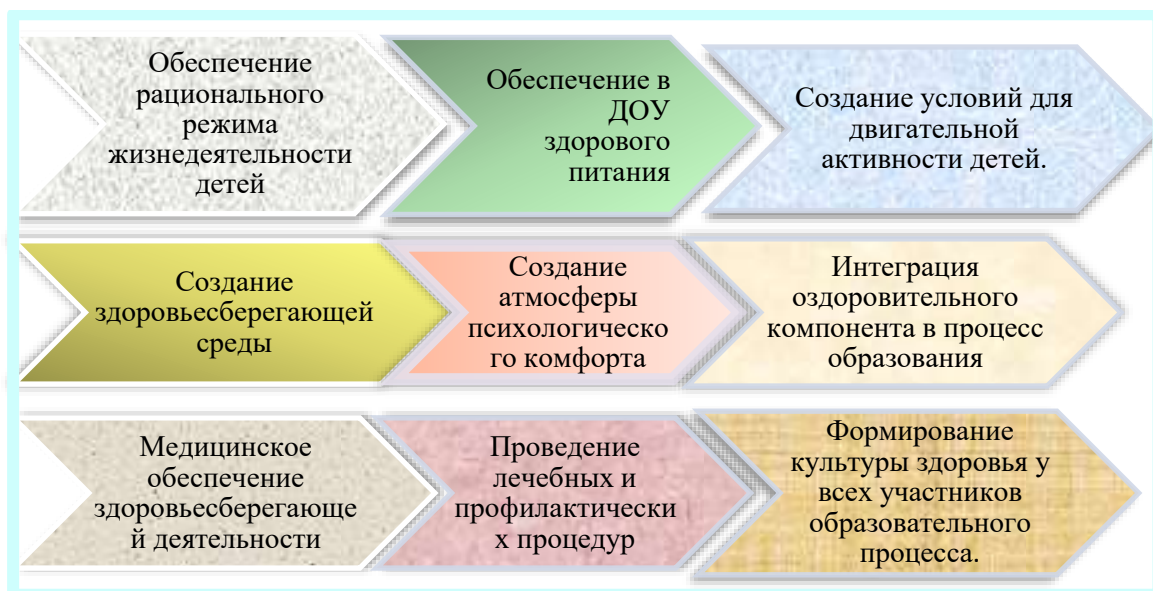 Обеспечение
рационального
режима
жизнедеятельности
детей
Обеспечение в
ДОУ
здорового
питания
Создание условий для
двигательной
активности детей.
Создание
здоровьесберегающей
среды
Создание
атмосферы
психологическо
го комфорта
Интеграция
оздоровительного
компонента в процесс
образования
Медицинское
обеспечение
здоровьесберегающе
й деятельности
Проведение
лечебных и
профилактически
х процедур
Формирование
культуры здоровья у
всех участников
образовательного
процесса.